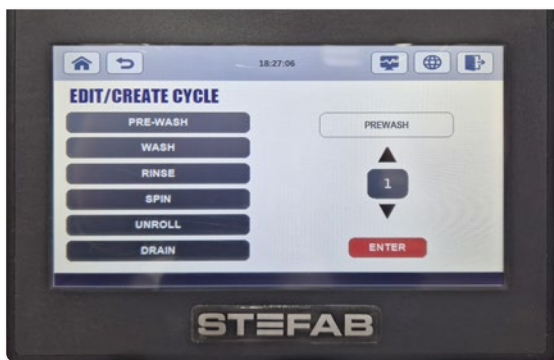 18:27:06
EDIT/CREATE CYCLE
PRE-WASH
WASH
RINSE
SPIN
UNROLL
DRAIN
PREWASH
1
ENTER
STEFAB